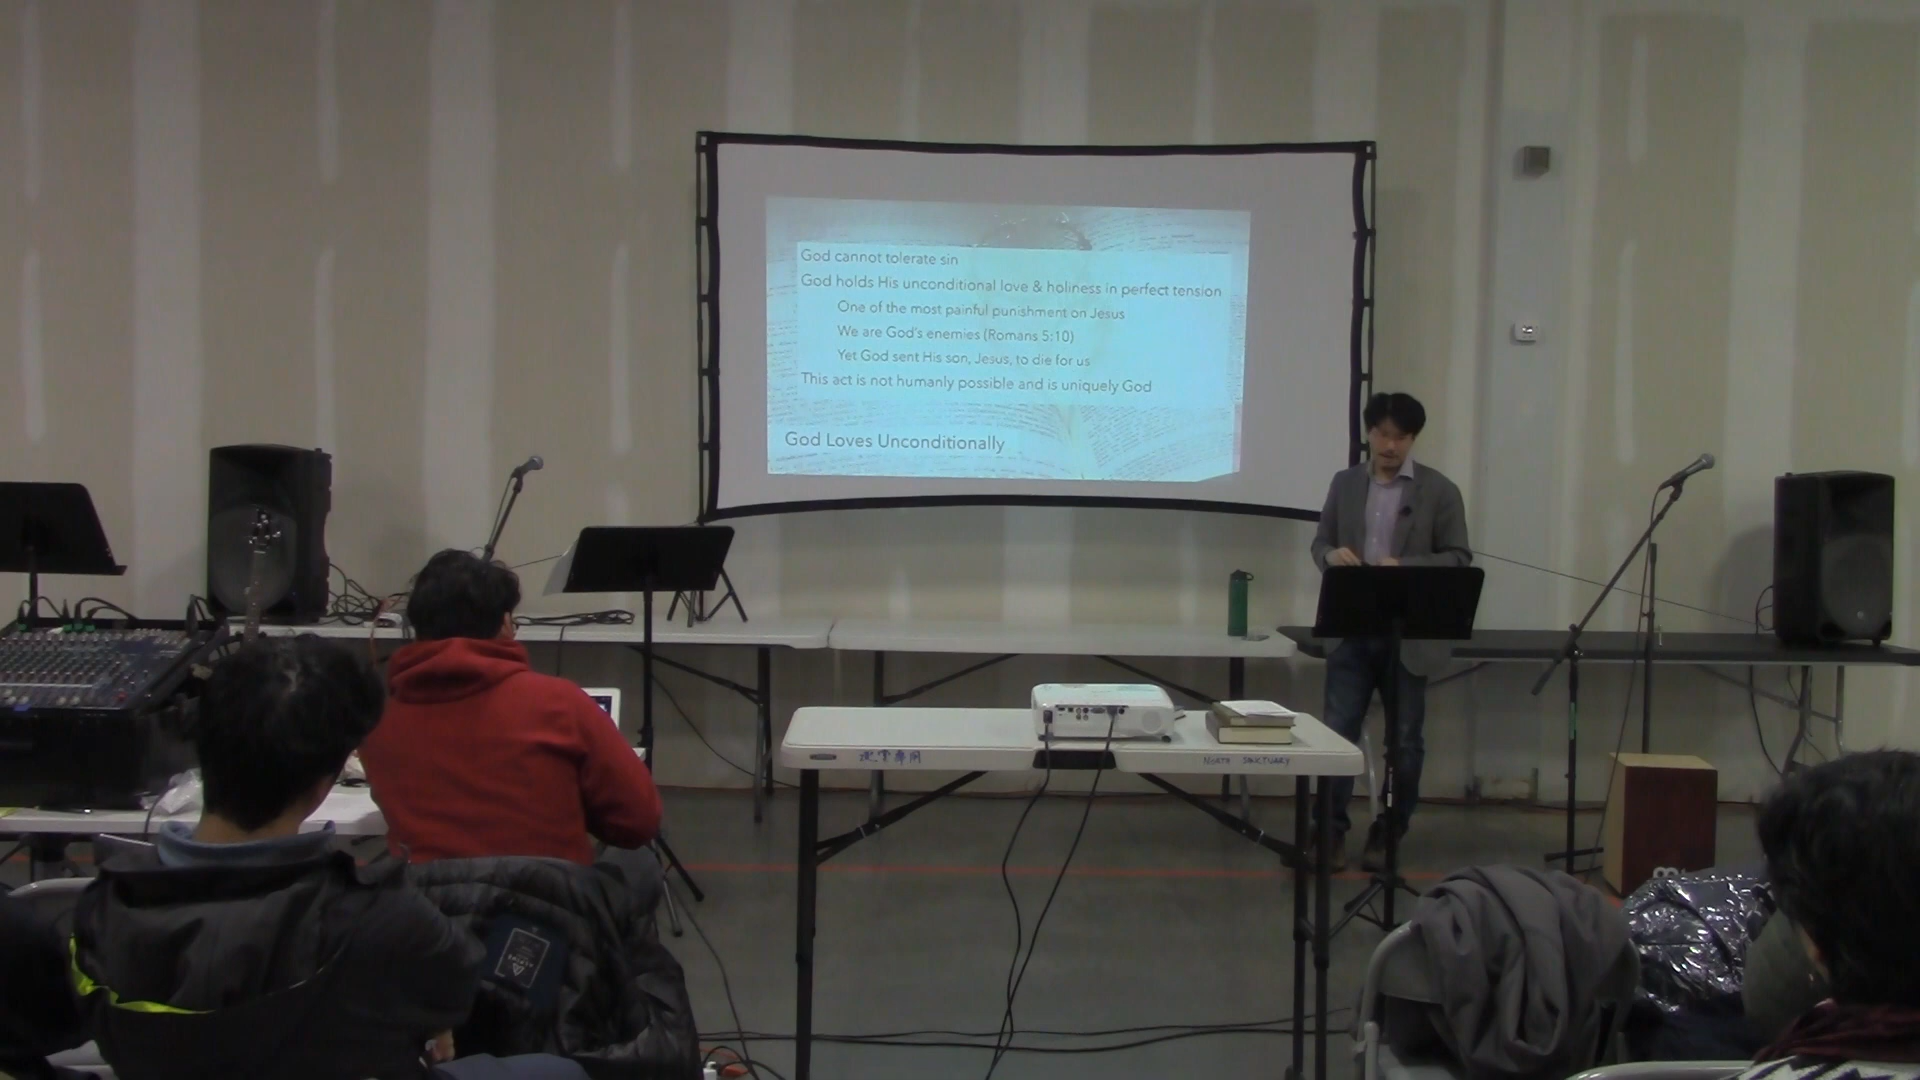 God cannot tolerate sin
God holds His unconditional love & holiness in perfect tension
One of the most painful punishment on Jesus
We are God's enemies (Romans 5:10)
Yet God sent His son, Jesus, to die for us
This act is not humanly possible and is uniquely God
God Loves Unconditionally
NORTH SANCTUARY